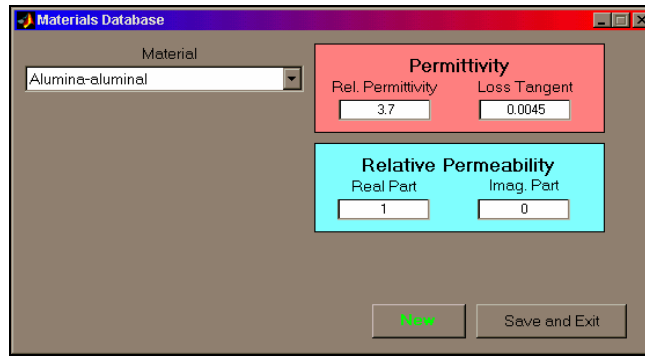 Materials Database
Material
Alumina-aluminal
Permittivity
Rel. Permittivity Loss Tangent
3.7 0.0045
Relative Permeability
Real Part Imag. Part
1 0
New Save and Exit